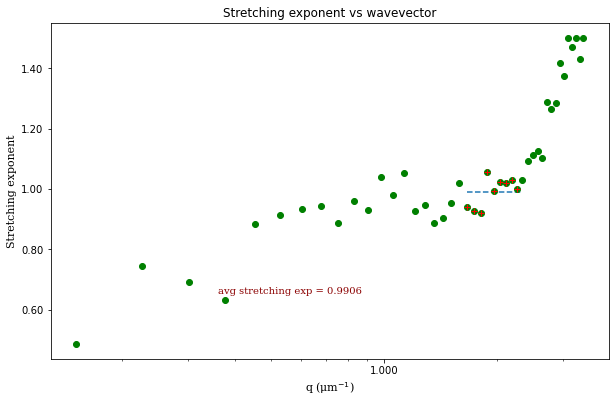 Stretching exponent vs wavevector
Stretching exponent
1.40
1.20
1.00
0.80
0.60
avg stretching exp = 0.9906
1.000
q (μm⁻¹)